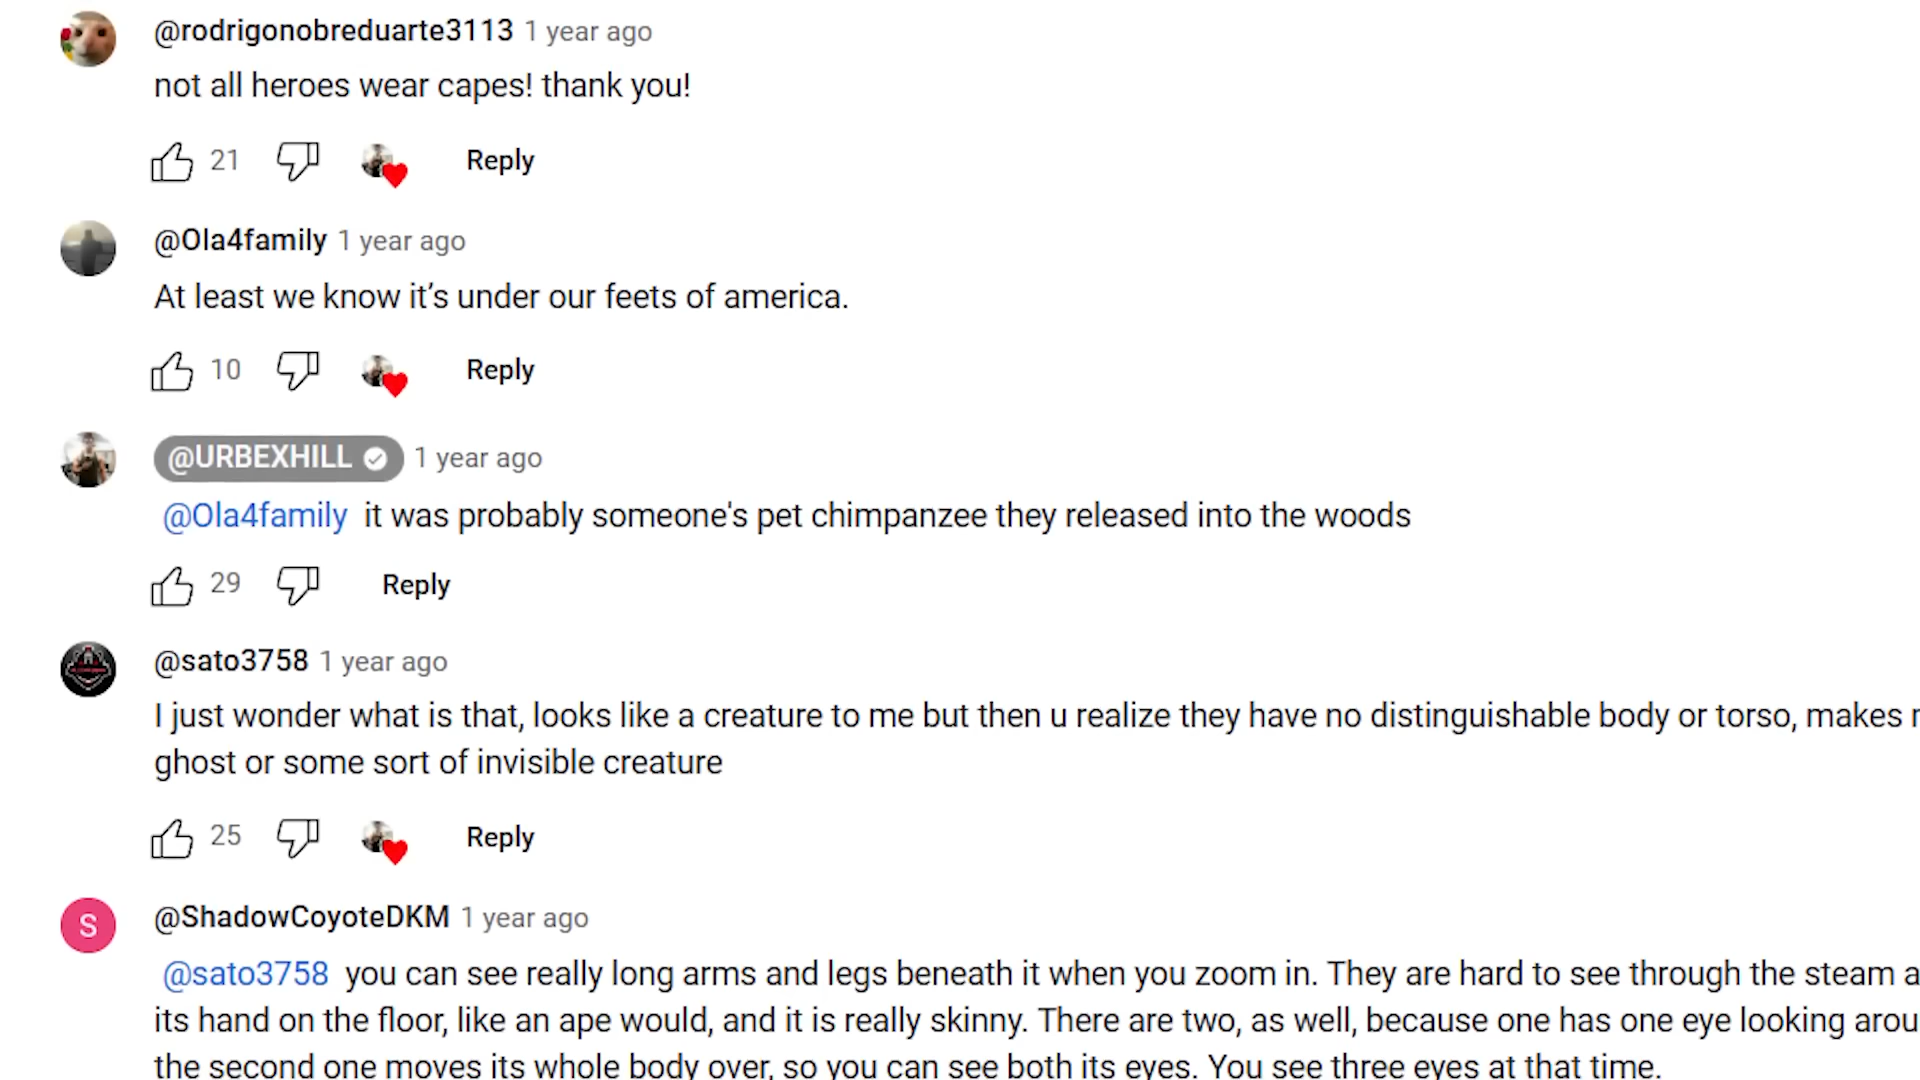 @rodrigonobreduarte3113 1 year ago
not all heroes wear capes! thank you!
21 Reply
@Ola4family 1 year ago
At least we know it’s under our feets of america.
10 Reply
@URBEXHILL 1 year ago
@Ola4family it was probably someone's pet chimpanzee they released into the woods
29 Reply
@sato3758 1 year ago
I just wonder what is that, looks like a creature to me but then u realize they have no distinguishable body or torso, makes
ghost or some sort of invisible creature
25 Reply
S @ShadowCoyoteDKM 1 year ago
@sato3758 you can see really long arms and legs beneath it when you zoom in. They are hard to see through the steam
its hand on the floor, like an ape would, and it is really skinny. There are two, as well, because one has one eye looking
the second one moves its whole body over, so you can see both its eyes. You see three eyes at that time.